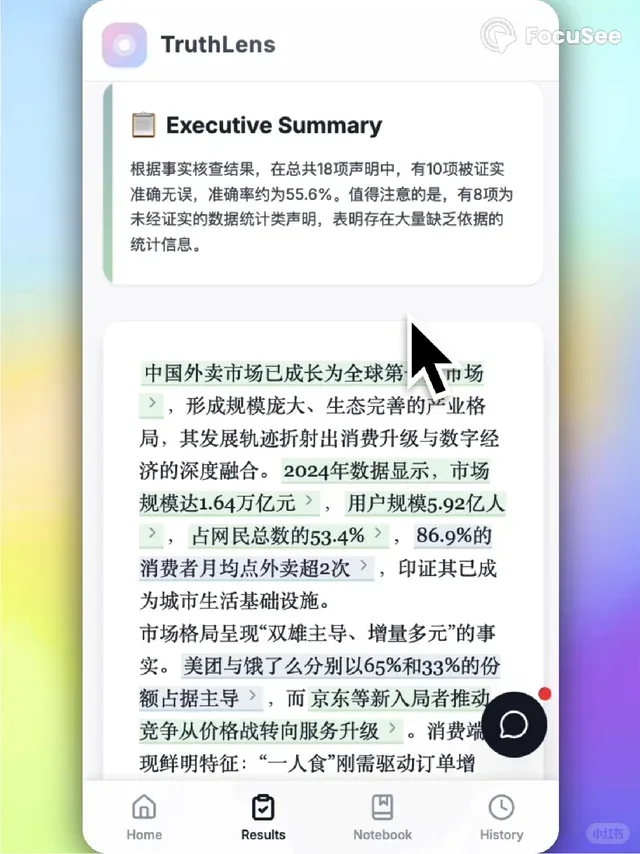 TruthLens
FocuSee
📋 Executive Summary
根据事实核查结果，在总共18项声明中，有10项被证实
准确无误，准确率约为55.6%。值得注意的是，有8项为
未经证实的数据统计类声明，表明存在大量缺乏依据的
统计信息。
中国外卖市场已成长为全球第 市场
，形成规模庞大、生态完善的产业格
局，其发展轨迹折射出消费升级与数字经
济的深度融合。2024年数据显示，市场
规模达1.64万亿元 ，用户规模5.92亿人
，占网民总数的53.4% ，86.9%的
消费者月均点外卖超2次 ，印证其已成
为城市生活基础设施。
市场格局呈现“双雄主导、增量多元”的事
实。美团与饿了么分别以65%和33%的份
额占据主导 ，而京东等新入局者推动
竞争从价格战转向服务升级 。消费端
现鲜明特征：“一人食”刚需驱动订单增
Home
Results
Notebook
History
小红书